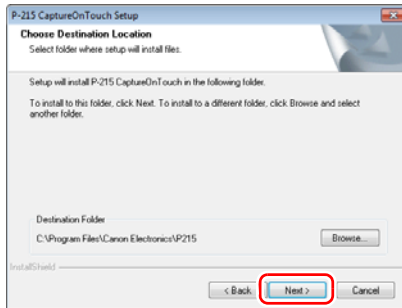 P-215 CaptureOnTouch Setup
Choose Destination Location
Select folder where setup will install files.
Setup will install P-215 CaptureOnTouch in the following folder.
To install to this folder, click Next. To install to a different folder, click Browse and select
another folder.
Destination Folder
C:\Program Files\Canon Electronics\P215
Browse...
InstallShield
< Back
Next >
Cancel